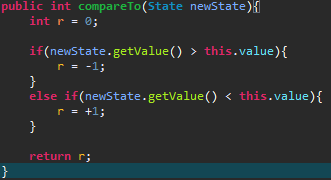 public int compareTo(State newState){
    int r = 0;

    if(newState.getValue() > this.value){
        r = -1;
    }
    else if(newState.getValue() < this.value){
        r = +1;
    }

    return r;
}